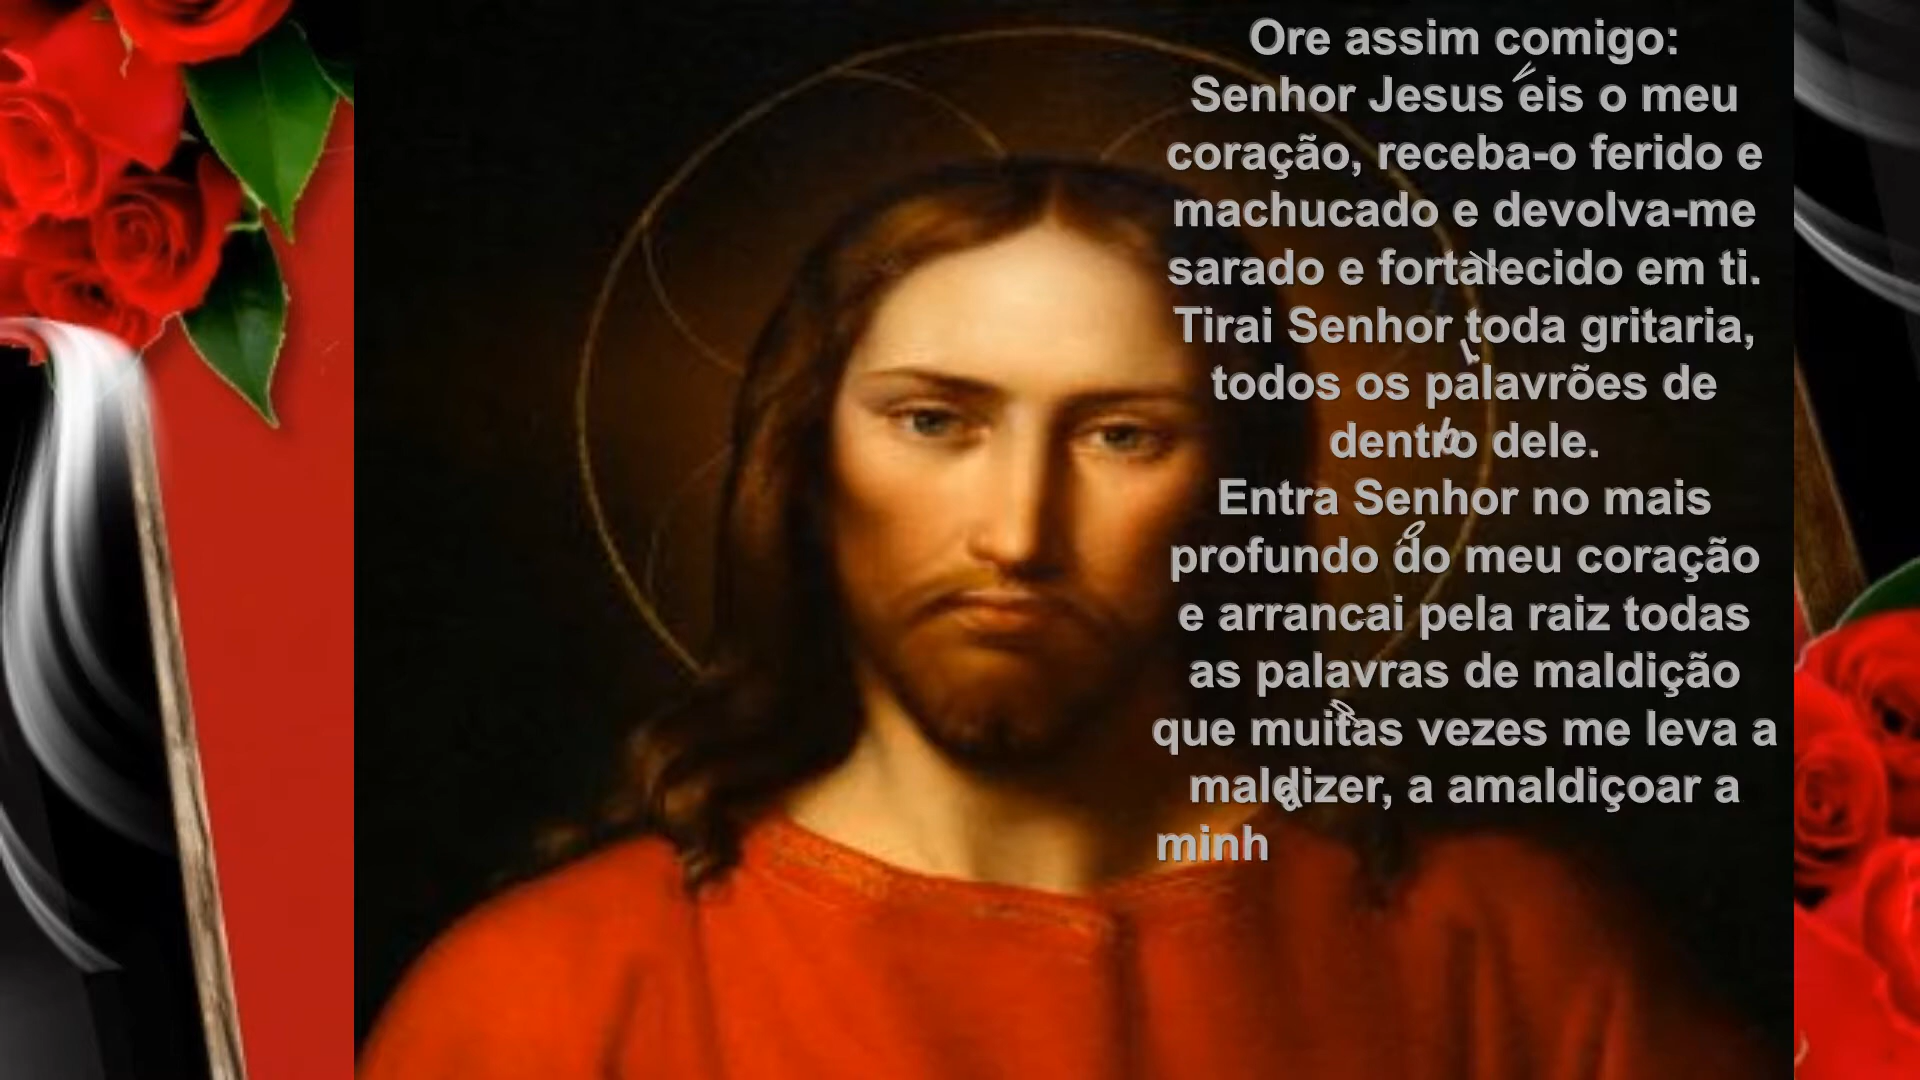 Ore assim comigo:
Senhor Jesus eis o meu
coração, receba-o ferido e
machucado e devolva-me
sarado e fortalecido em ti.
Tirai Senhor toda gritaria,
todos os palavrões de
dentro dele.
Entra Senhor no mais
profundo do meu coração
e arrancai pela raiz todas
as palavras de maldição
que muitas vezes me leva a
maldizer, a amaldiçoar a
minh